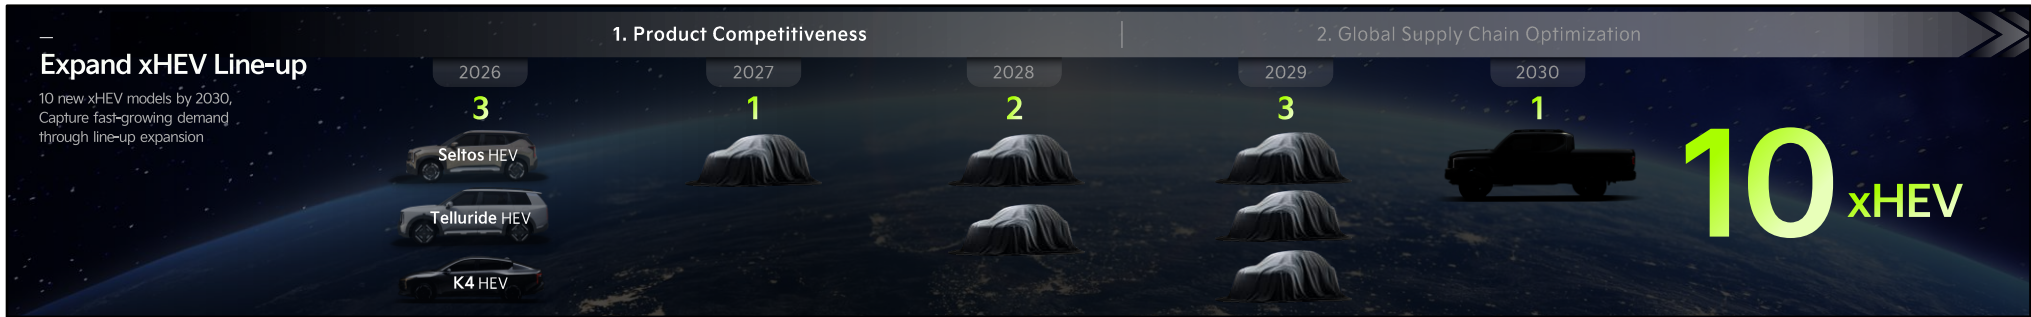 1. Product Competitiveness
2. Global Supply Chain Optimization
Expand xHEV Line-up
10 new xHEV models by 2030,
Capture fast-growing demand
through line-up expansion
2026
3
Seltos HEV
Telluride HEV
K4 HEV
2027
1
2028
2
2029
3
2030
1
10 xHEV